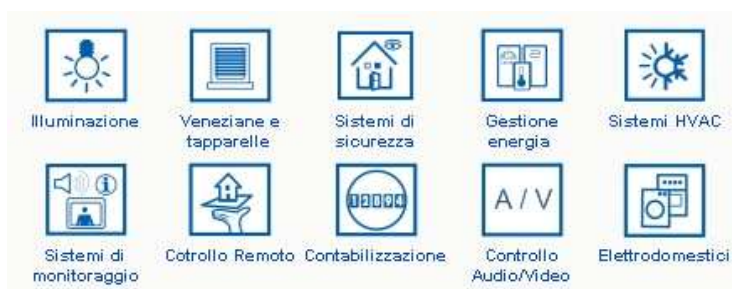 Illuminazione
Veneziane e
tapparelle
Sistemi di
sicurezza
Gestione
energia
Sistemi HVAC
Sistemi di
monitoraggio
Cotrollo Remoto
12094
Contabilizzazione
A / V
Controllo
Audio/Video
Elettrodomestici